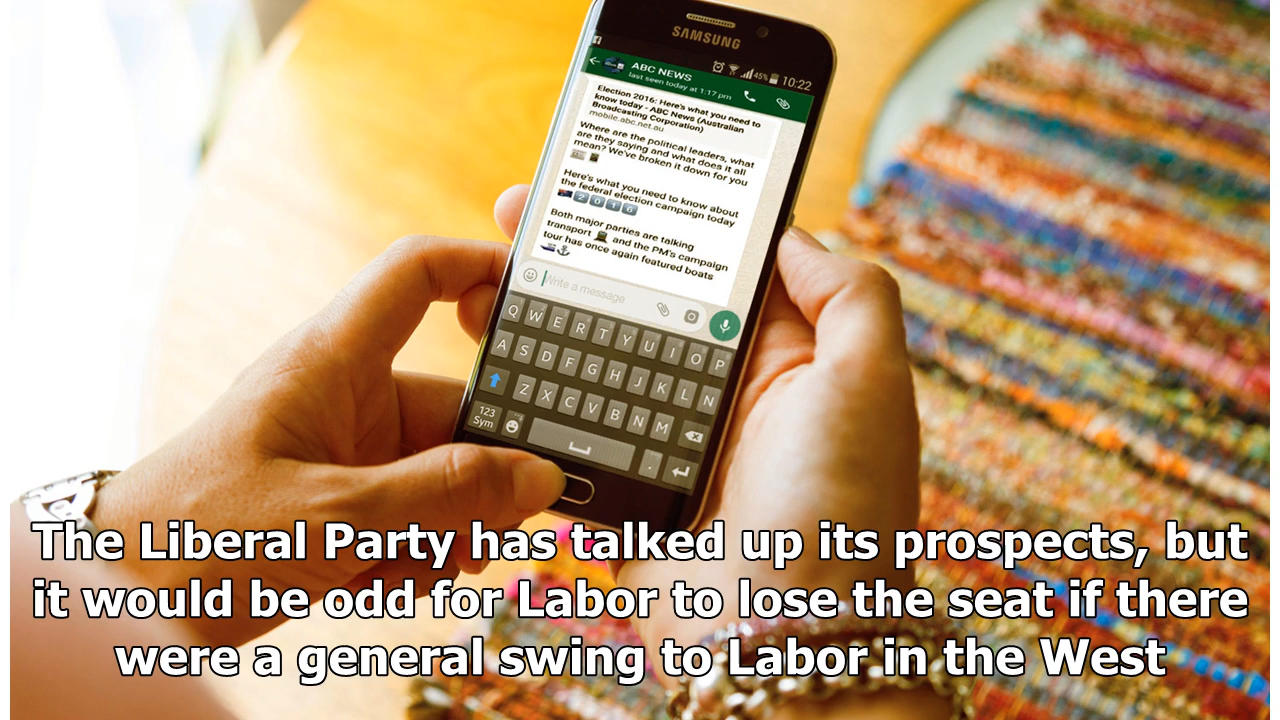 SAMSUNG
45% 10:22
ABC NEWS
last seen today at 1:17 pm
Election 2016: Here's what you need to
know today - ABC News (Australian
Broadcasting Corporation)
mobile.abc.net.au
Where are the political leaders, what
are they saying and what does it all
mean? We've broken it down for you
Here's what you need to know about
the federal election campaign today
2016
Both major parties are talking
transport and the PM's campaign
tour has once again featured boats
Write a message
Q W E R T Y U I O P
A S D F G H J K L N
Z X C V B N M
123
Sym
.
The Liberal Party has talked up its prospects, but
it would be odd for Labor to lose the seat if there
were a general swing to Labor in the West